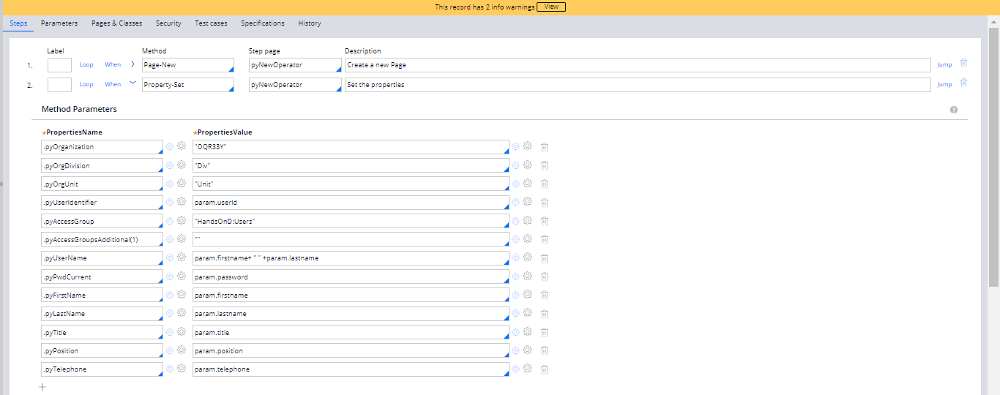 This record has 2 info warnings View
Steps Parameters Pages & Classes Security Test cases Specifications History
Label Method Step page Description
1. Loop When Page-New pyNewOperator Create a new Page Jump
2. Loop When Property-Set pyNewOperator Set the properties Jump
Method Parameters ?
*PropertiesName *PropertiesValue
.pyOrganization "OQR33Y"
.pyOrgDivision "Div"
.pyOrgUnit "Unit"
.pyUserIdentifier param.userId
.pyAccessGroup "HandsOnD:Users"
.pyAccessGroupsAdditional(1) ""
.pyUserName param.firstname+ " " +param.lastname
.pyPwdCurrent param.password
.pyFirstName param.firstname
.pyLastName param.lastname
.pyTitle param.title
.pyPosition param.position
.pyTelephone param.telephone
+